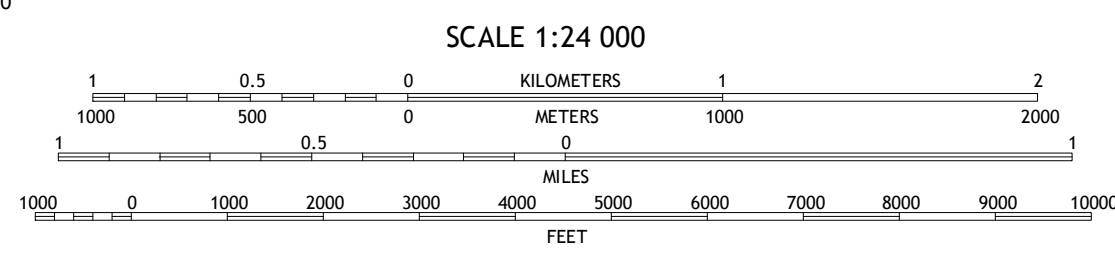 0
SCALE 1:24 000
1 0.5 0 KILOMETERS 1 2
1000 500 0 METERS 1000 2000
1 0.5 0 1
MILES
1000 0 1000 2000 3000 4000 5000 6000 7000 8000 9000 10000
FEET